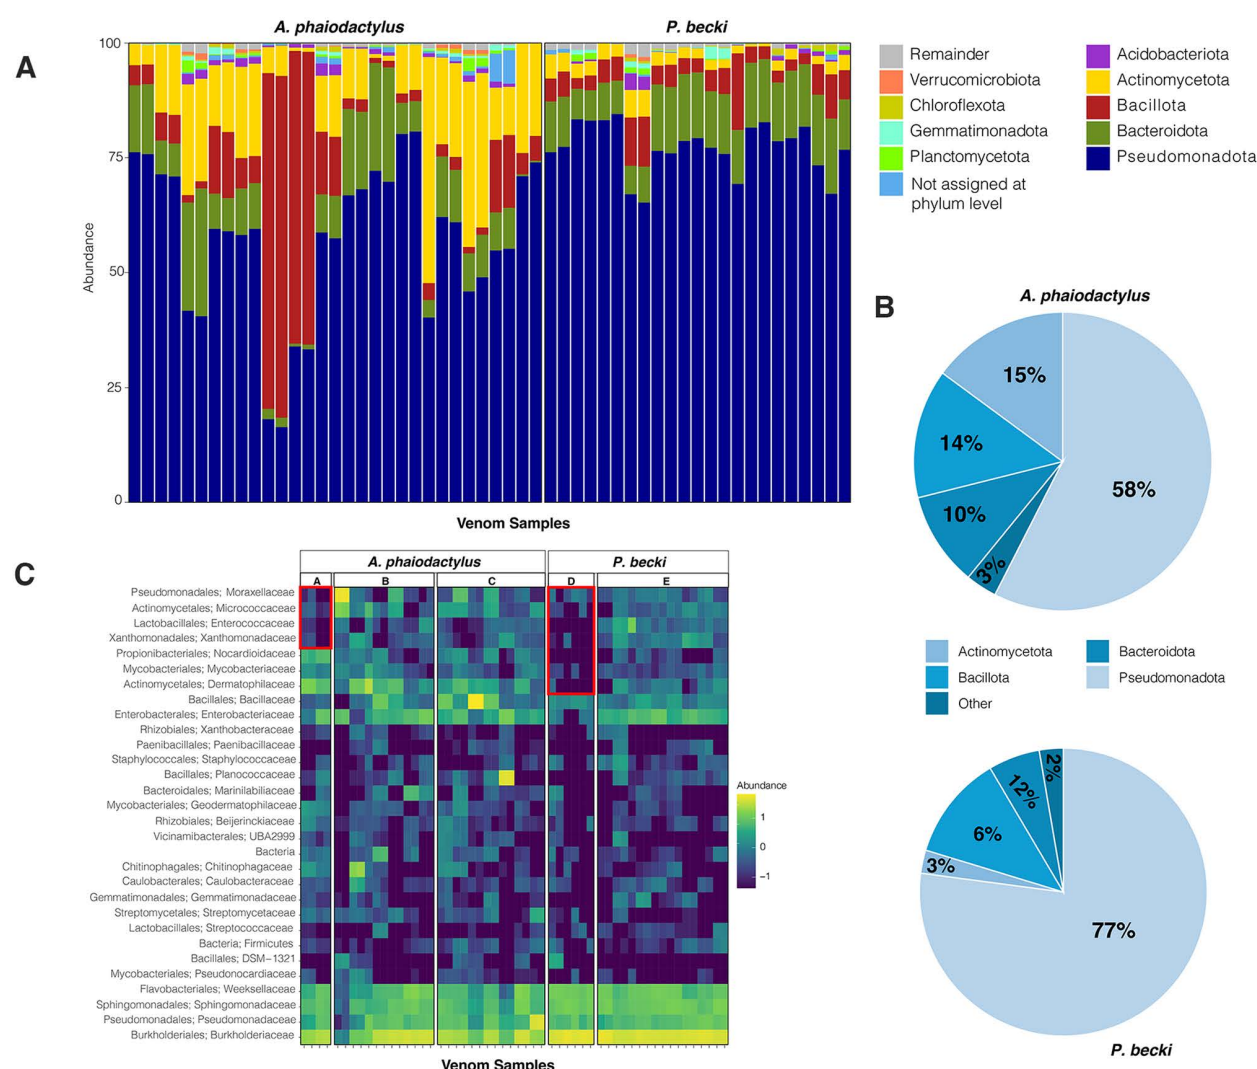 A
A. phaiodactylus
P. becki
100
75
50
25
0
Abundance
Venom Samples
Remainder
Verrucomicrobiota
Chloroflexota
Gemmatimonadota
Planctomycetota
Not assigned at
phylum level
Acidobacteriota
Actinomycetota
Bacillota
Bacteroidota
Pseudomonadota
B
A. phaiodactylus
15%
14%
10%
3%
58%
Actinomycetota
Bacillota
Other
Bacteroidota
Pseudomonadota
2%
12%
6%
3%
77%
P. becki
C
A. phaiodactylus
P. becki
A
B
C
D
E
Pseudomonadales; Moraxellaceae
Actinomycetales; Micrococcaceae
Lactobacillales; Enterococcaceae
Xanthomonadales; Xanthomonadaceae
Propionibacteriales; Nocardioidaceae
Mycobacteriales; Mycobacteriaceae
Actinomycetales; Dermatophilaceae
Bacillales; Bacillaceae
Enterobacterales; Enterobacteriaceae
Rhizobiales; Xanthobacteraceae
Paenibacillales; Paenibacillaceae
Staphylococcales; Staphylococcaceae
Bacillales; Planococcaceae
Bacteroidales; Marinilabiliaceae
Mycobacteriales; Geodermatophilaceae
Rhizobiales; Beijerinckiaceae
Vicinamibacterales; UBA2999
Bacteria
Chitinophagales; Chitinophagaceae
Caulobacterales; Caulobacteraceae
Gemmatimonadales; Gemmatimonadaceae
Streptomycetales; Streptomycetaceae
Lactobacillales; Streptococcaceae
Bacteria; Firmicutes
Bacillales; DSM−1321
Mycobacteriales; Pseudonocardiaceae
Flavobacteriales; Weeksellaceae
Sphingomonadales; Sphingomonadaceae
Pseudomonadales; Pseudomonadaceae
Burkholderiales; Burkholderiaceae
Abundance
1
0
−1
Venom Samples